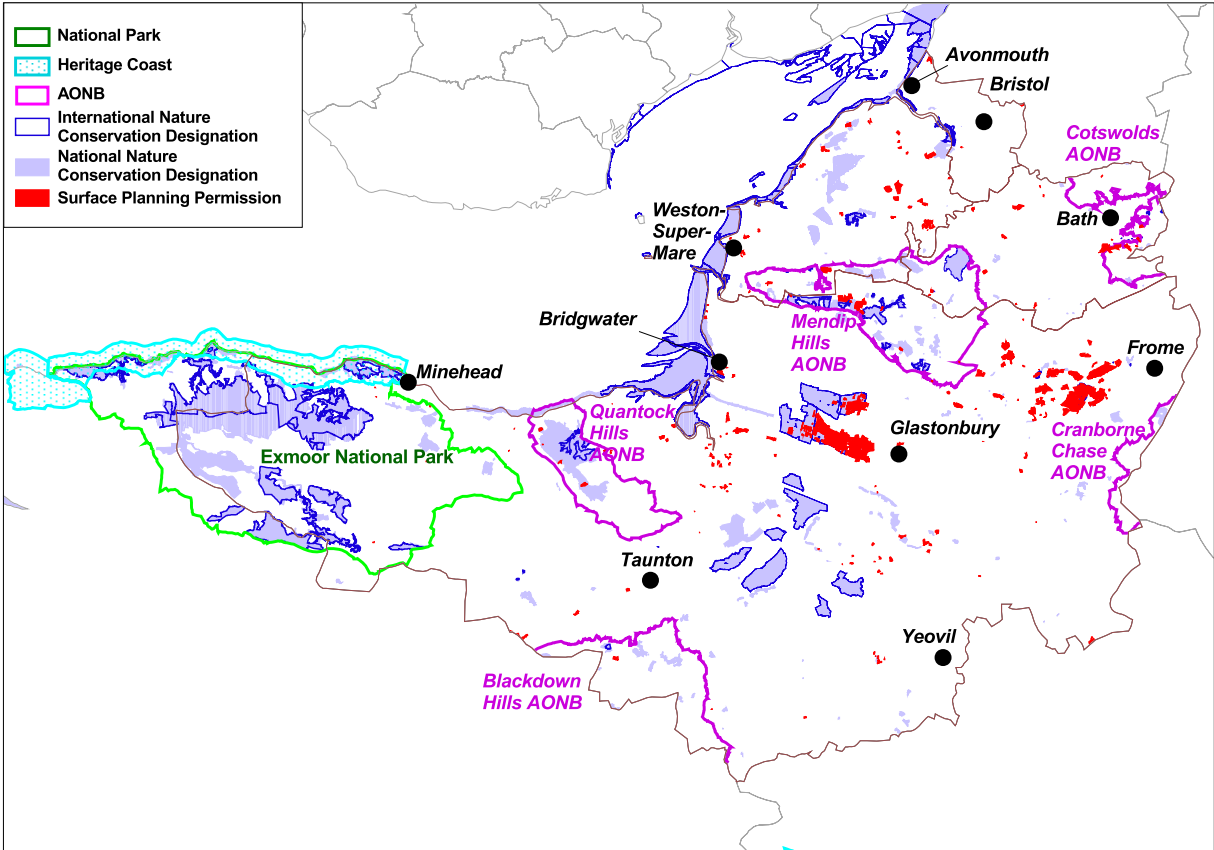 National Park
Heritage Coast
AONB
International Nature
Conservation Designation
National Nature
Conservation Designation
Surface Planning Permission
Avonmouth
Bristol
Cotswolds
AONB
Bath
Weston-
Super-
Mare
Bridgwater
Mendip
Hills
AONB
Frome
Minehead
Quantock
Hills
AONB
Glastonbury
Cranborne
Chase
AONB
Exmoor National Park
Taunton
Yeovil
Blackdown
Hills AONB